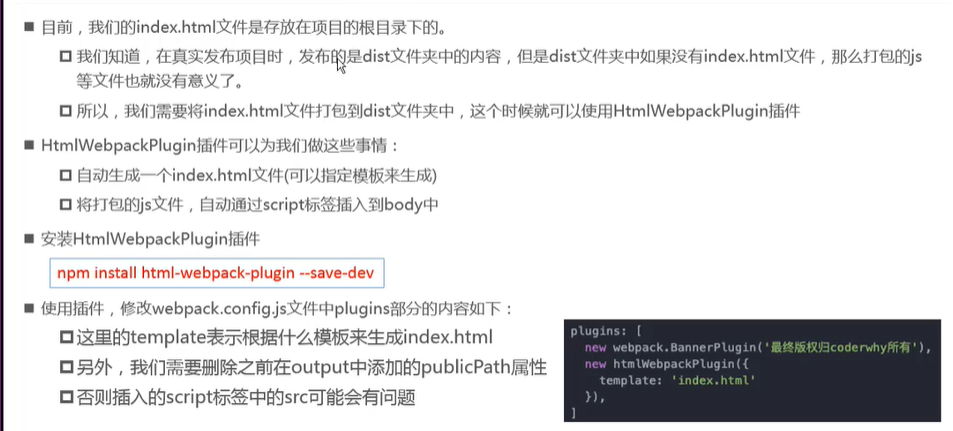 目前，我们的index.html文件是存放在项目的根目录下的。
我们知道，在真实发布项目时，发布的是dist文件夹中的内容，但是dist文件夹中如果没有index.html文件，那么打包的js
等文件也就没有意义了。
所以，我们需要将index.html文件打包到dist文件夹中，这个时候就可以使用HtmlWebpackPlugin插件
HtmlWebpackPlugin插件可以为我们做这些事情：
自动生成一个index.html文件(可以指定模板来生成)
将打包的js文件，自动通过script标签插入到body中
安装HtmlWebpackPlugin插件
npm install html-webpack-plugin --save-dev
使用插件，修改webpack.config.js文件中plugins部分的内容如下：
这里的template表示根据什么模板来生成index.html
另外，我们需要删除之前在output中添加的publicPath属性
否则插入的script标签中的src可能会有问题
plugins: [
new webpack.BannerPlugin('最终版权归coderwhy所有'),
new htmlWebpackPlugin({
template: 'index.html'
}),
]